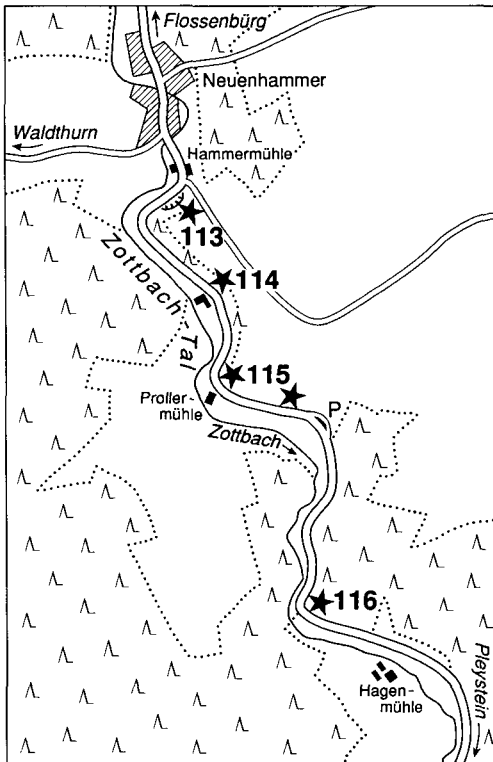 Flossenbürg
Neuenhammer
Waldthurn
Hammermühle
113
Zottbach-Tal
114
115
P
Proller-
mühle
Zottbach
116
Pleystein
Hagen-
mühle